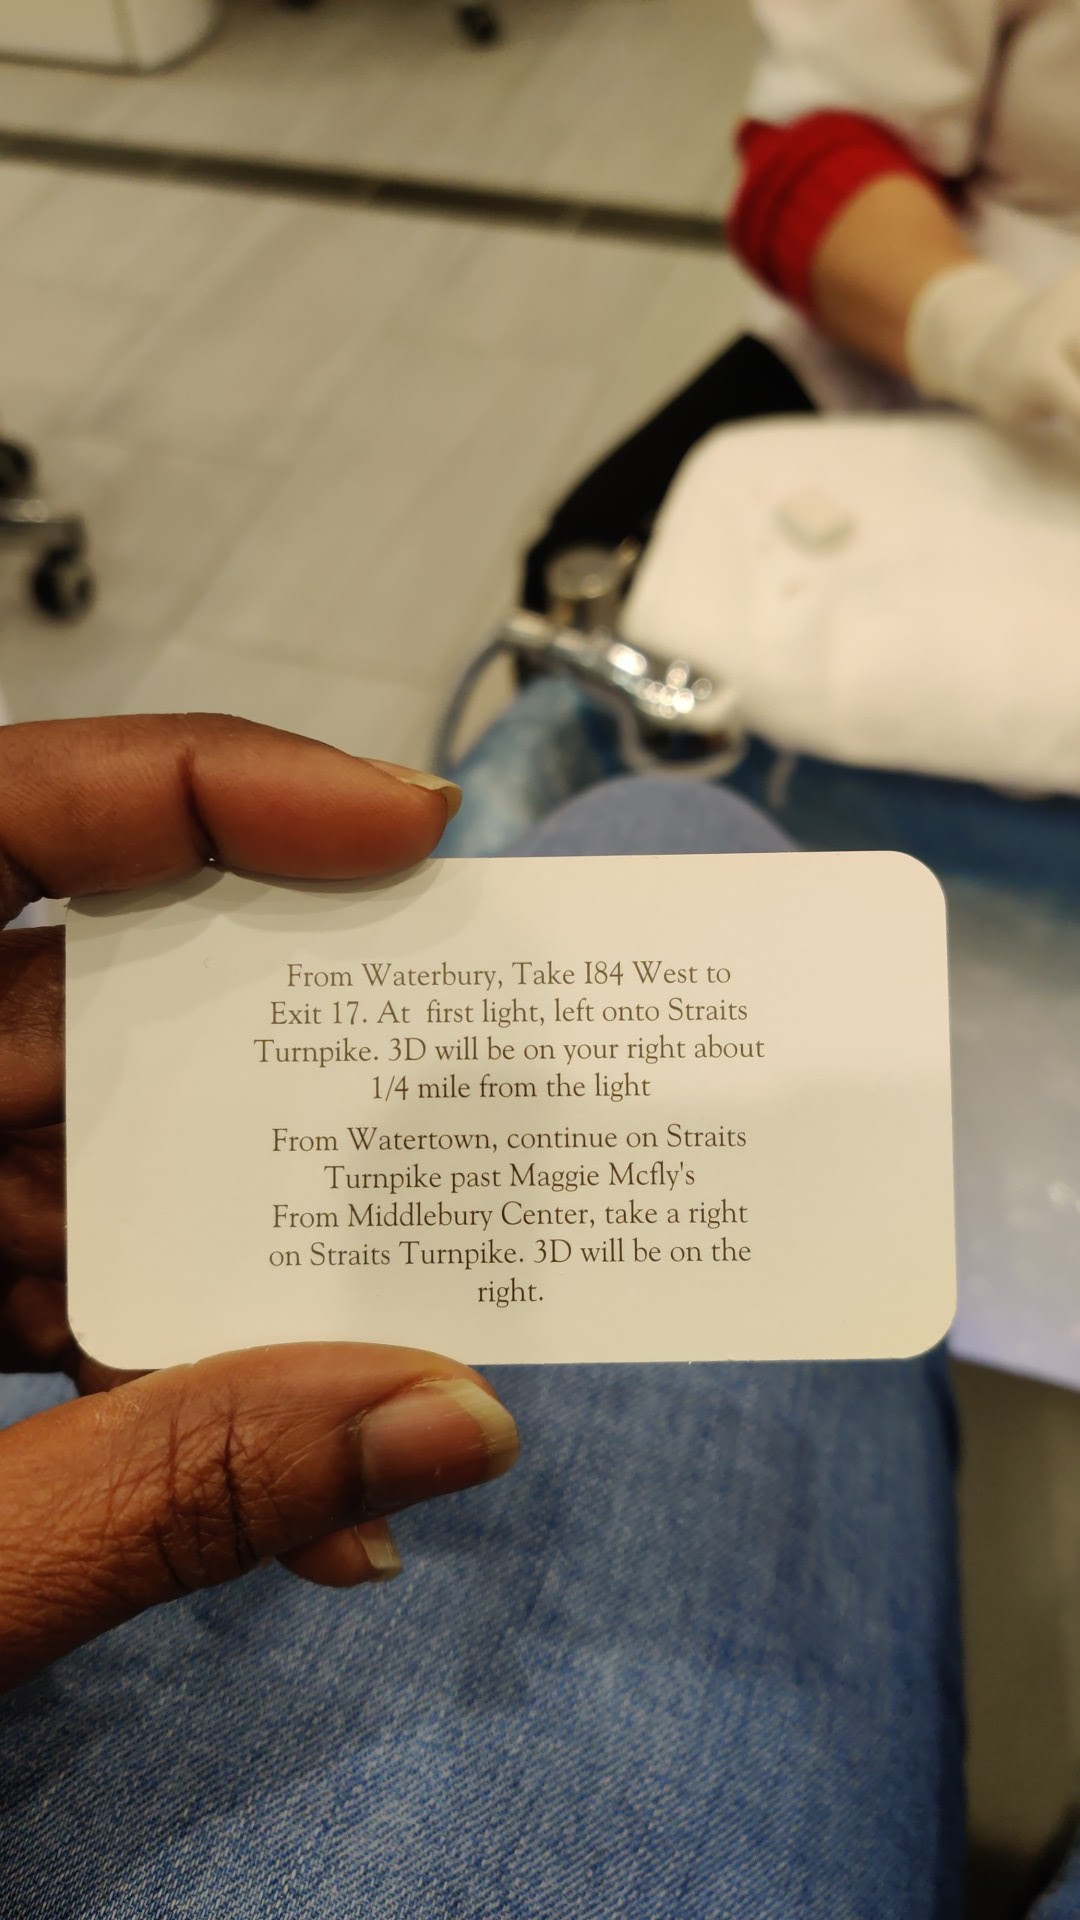 From Waterbury, Take I84 West to
Exit 17. At first light, left onto Straits
Turnpike. 3D will be on your right about
1/4 mile from the light
From Watertown, continue on Straits
Turnpike past Maggie Mcfly's
From Middlebury Center, take a right
on Straits Turnpike. 3D will be on the
right.